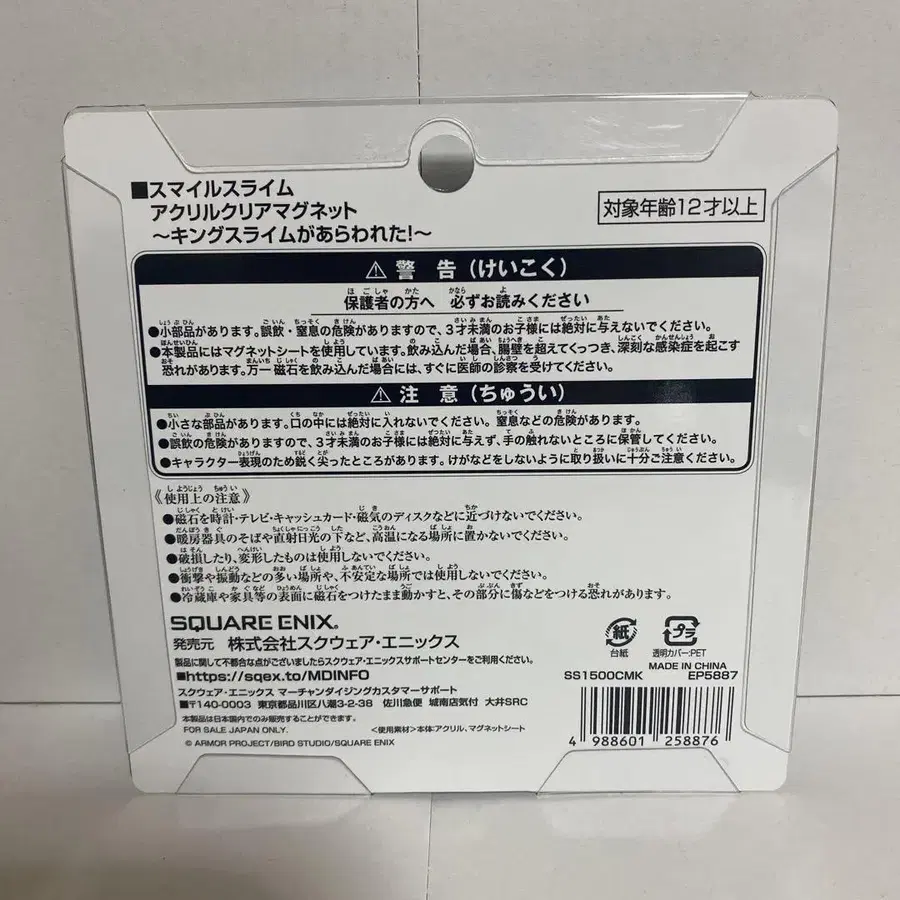 ■スマイルスライム
アクリルクリアマグネット
～キングスライムがあらわれた!～
対象年齢12才以上
⚠警告(けいこく)
保護者の方へ 必ずお読みください
●小部品があります。誤飲・窒息の危険がありますので、3才未満のお子様には絶対に与えないでください。
●本製品にはマグネットシートを使用しています。飲み込んだ場合、腸壁を超えてくっつき、深刻な感染症を起こす
恐れがあります。万一 磁石を飲み込んだ場合には、すぐに医師の診察を受けてください。
⚠注意(ちゅうい)
●小さな部品があります。口の中には絶対に入れないでください。窒息などの危険があります。
●誤飲の危険がありますので、3才未満のお子様には絶対に与えず、手の触れないところに保管してください。
●キャラクター表現のため鋭く尖ったところがあります。けがなどをしないように取り扱いに十分ご注意ください。
《使用上の注意》
●磁石を時計・テレビ・キャッシュカード・磁気のディスクなどに近づけないでください。
●暖房器具のそばや直射日光の下など、高温になる場所に置かないでください。
●破損したり、変形したものは使用しないでください。
●衝撃や振動などの多い場所や、不安定な場所では使用しないでください。
●冷蔵庫や家具等の表面に磁石をつけたまま動かすと、その部分に傷などをつける恐れがあります。
SQUARE ENIX®
発売元 株式会社スクウェア・エニックス
製品に関して不都合な点がございましたらスクウェア・エニックスサポートセンターをご利用ください。
■https://sqex.to/MDINFO
スクウェア・エニックス マーチャンダイジングカスタマーサポート
■〒140-0003 東京都品川区八潮3-2-38 佐川急便 城南店気付 大井SRC
本製品は日本国内でのみ販売することができます。
FOR SALE JAPAN ONLY.
<使用素材>本体:アクリル、マグネットシート
© ARMOR PROJECT/BIRD STUDIO/SQUARE ENIX
紙
台紙
プラ
透明カバー:PET
MADE IN CHINA
SS1500CMK EP5887
4 988601 258876